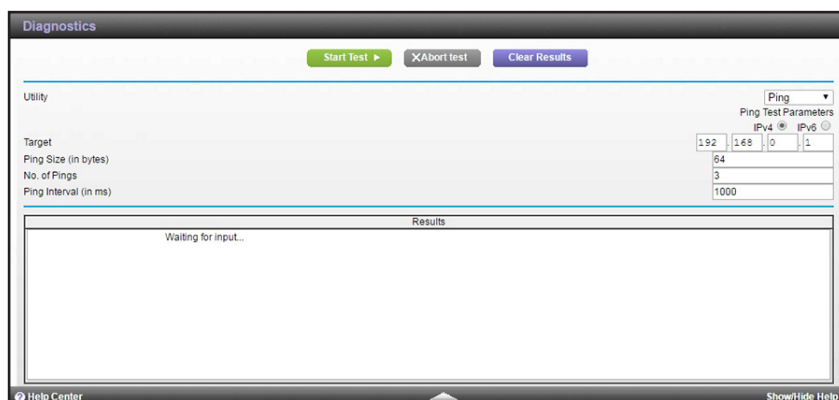 Diagnostics
Start Test
XAbort test
Clear Results
Utility
Ping
Ping Test Parameters
IPv4 IPv6
Target
192 . 168 . 0 . 1
Ping Size (in bytes)
64
No. of Pings
3
Ping Interval (in ms)
1000
Results
Waiting for input...
? Help Center
Show/Hide Help